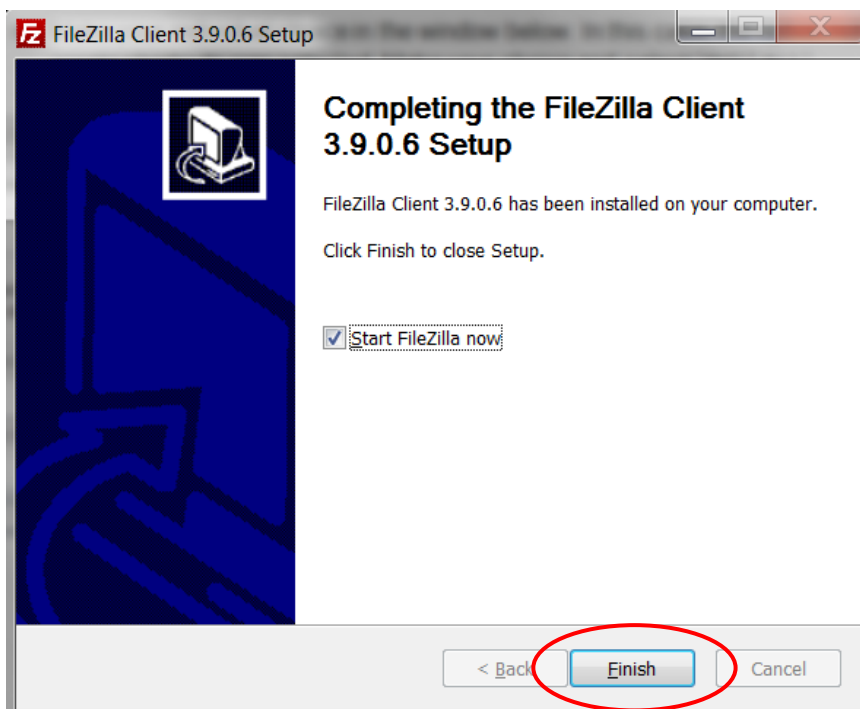 FileZilla Client 3.9.0.6 Setup
Completing the FileZilla Client
3.9.0.6 Setup
FileZilla Client 3.9.0.6 has been installed on your computer.
Click Finish to close Setup.
Start FileZilla now
< Back
Finish
Cancel